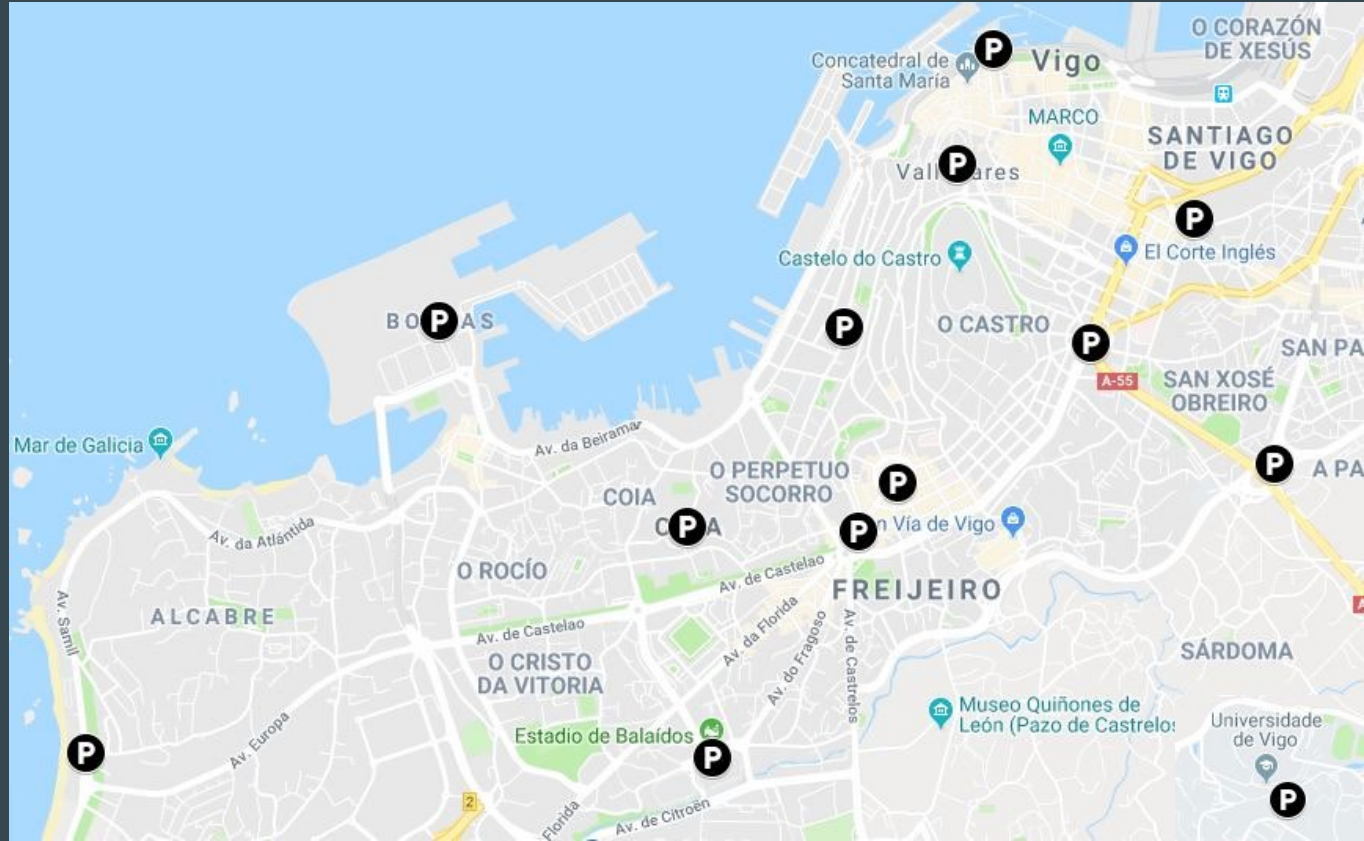 O CORAZÓN
DE XESÚS
P
Vigo
Concatedral de
Santa María
MARCO
SANTIAGO
DE VIGO
P
P
El Corte Inglés
Castelo do Castro
P
P
O CASTRO
P
A-55
SAN XOSÉ
OBREIRO
Mar de Galicia
Av. da Beiramar
O PERPETUO
SOCORRO
P
P
COIA
P
P
Vía de Vigo
Av. da Atlántida
O ROCÍO
Av. de Castelao
FREIJEIRO
Av. Samil
ALCABRE
Av. da Florida
Av. do Fragoso
Av. de Castrelos
Av. de Castelao
O CRISTO
DA VITORIA
SÁRDOMA
Museo Quiñones de
León (Pazo de Castrelos
Av. Europa
Estadio de Balaídos
P
Universidade
de Vigo
P
P
2
Florida
Av. de Citroën